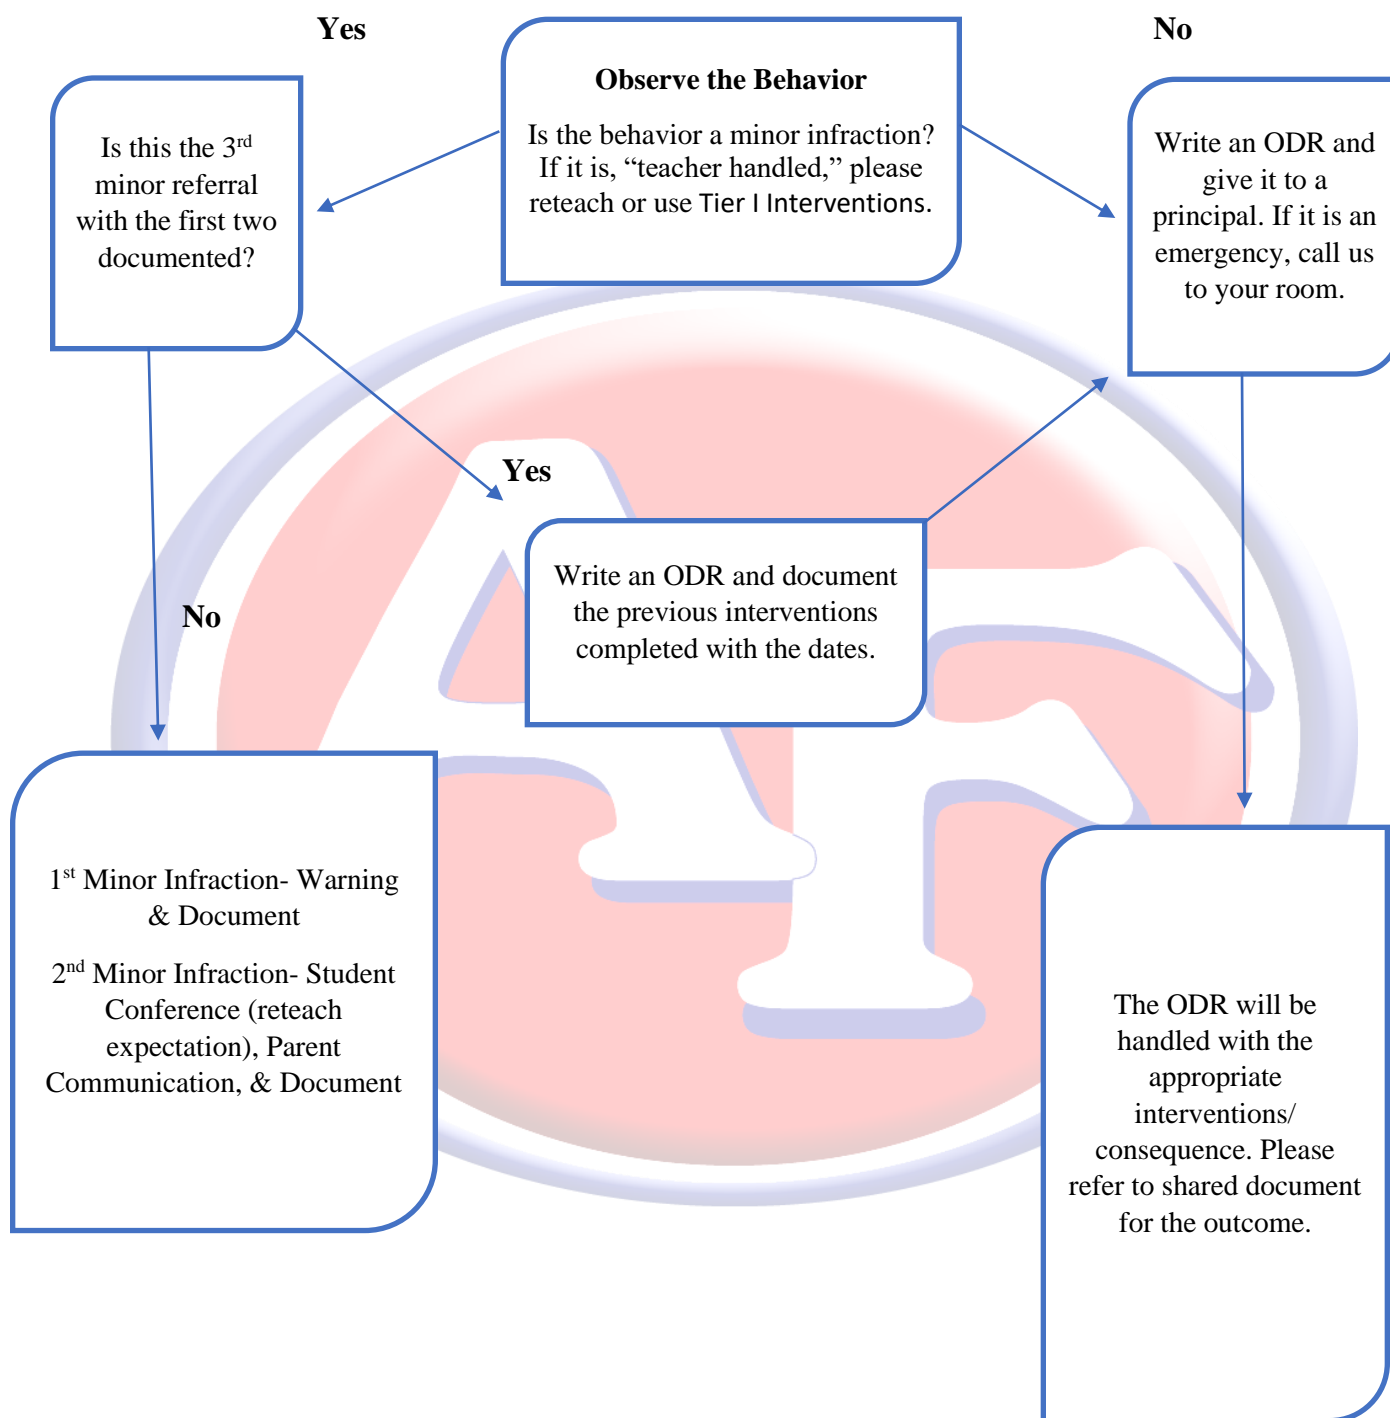 Yes
No
Observe the Behavior
Is the behavior a minor infraction?
If it is, “teacher handled,” please
reteach or use Tier I Interventions.
Is this the 3rd
minor referral
with the first two
documented?
Write an ODR and
give it to a
principal. If it is an
emergency, call us
to your room.
Yes
Write an ODR and document
the previous interventions
completed with the dates.
No
1st Minor Infraction- Warning
& Document
2nd Minor Infraction- Student
Conference (reteach
expectation), Parent
Communication, & Document
The ODR will be
handled with the
appropriate
interventions/
consequence. Please
refer to shared document
for the outcome.
AF